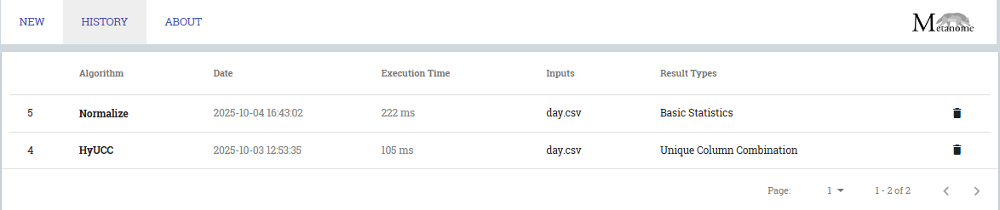 NEW HISTORY ABOUT Metanome
Algorithm Date Execution Time Inputs Result Types
5 Normalize 2025-10-04 16:43:02 222 ms day.csv Basic Statistics
4 HyUCC 2025-10-03 12:53:35 105 ms day.csv Unique Column Combination
Page: 1 1 - 2 of 2